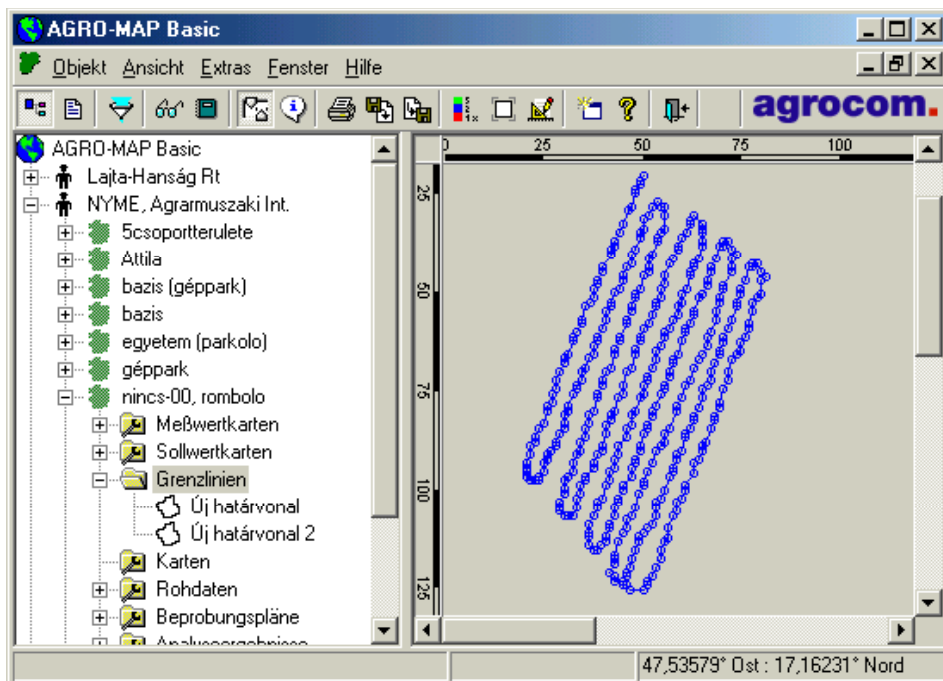 AGRO-MAP Basic
Objekt Ansicht Extras Fenster Hilfe
agrocom.
AGRO-MAP Basic
Lajta-Hanság Rt
NYME, Agrarmuszaki Int.
5csoportterulete
Attila
bazis (géppark)
bazis
egyetem (parkolo)
géppark
nincs-00, rombolo
Meßwertkarten
Sollwertkarten
Grenzlinien
Új határvonal
Új határvonal 2
Karten
Rohdaten
Beprobungspläne
Analyseergebnisse
0 25 50 75 100
25
50
75
100
125
47,53579° Ost : 17,16231° Nord